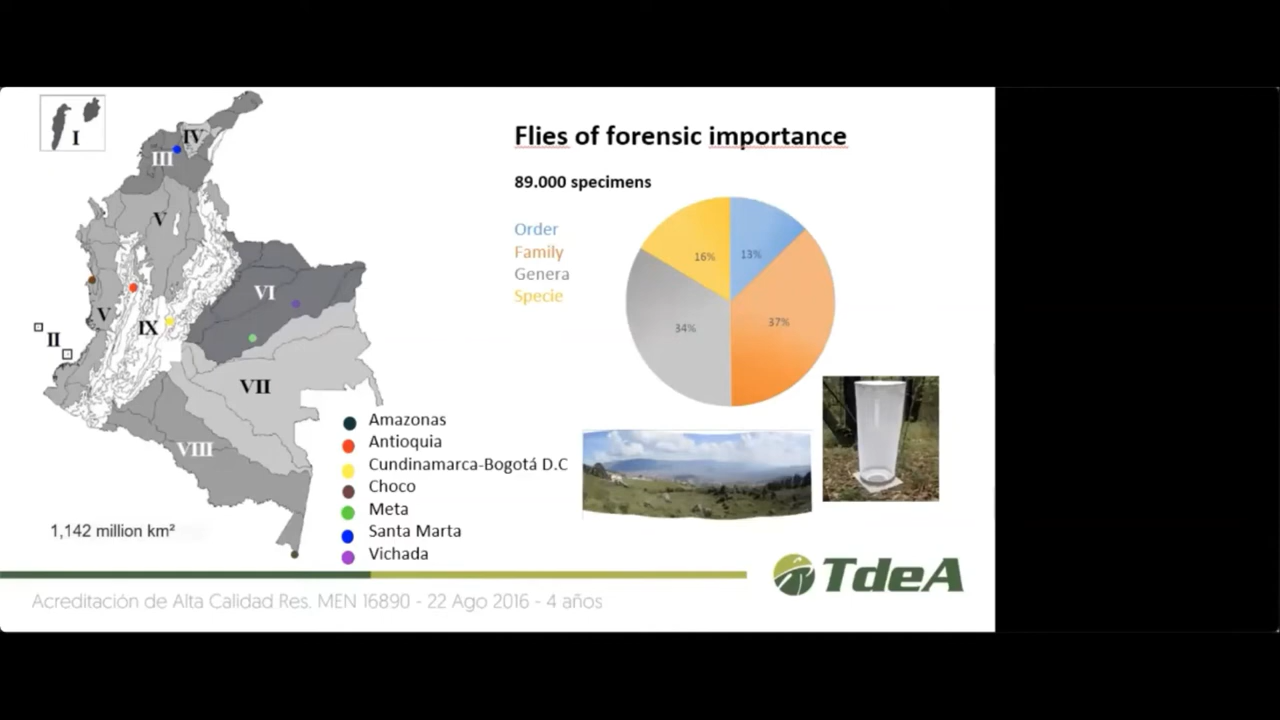 I
IV
III
V
VI
V
IX
II
VII
VIII
1,142 million km²
Amazonas
Antioquia
Cundinamarca-Bogotá D.C
Choco
Meta
Santa Marta
Vichada
Flies of forensic importance
89.000 specimens
Order
Family
Genera
Specie
16%
13%
34%
37%
TdeA
Acreditación de Alta Calidad Res. MEN 16890 - 22 Ago 2016 - 4 años